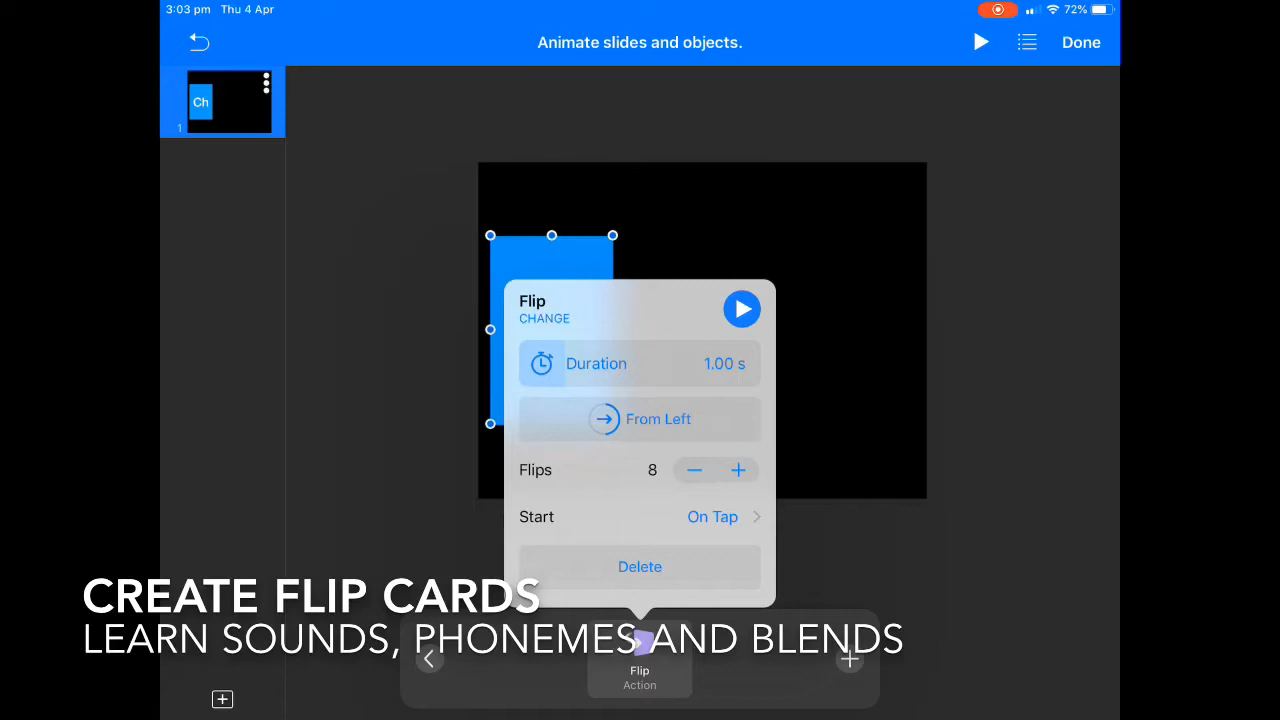 3:03 pm Thu 4 Apr
72%
Animate slides and objects.
Done
Ch
1
Flip
CHANGE
Duration 1.00 s
From Left
Flips 8
Start On Tap
Delete
CREATE FLIP CARDS
LEARN SOUNDS, PHONEMES AND BLENDS
Flip
Action